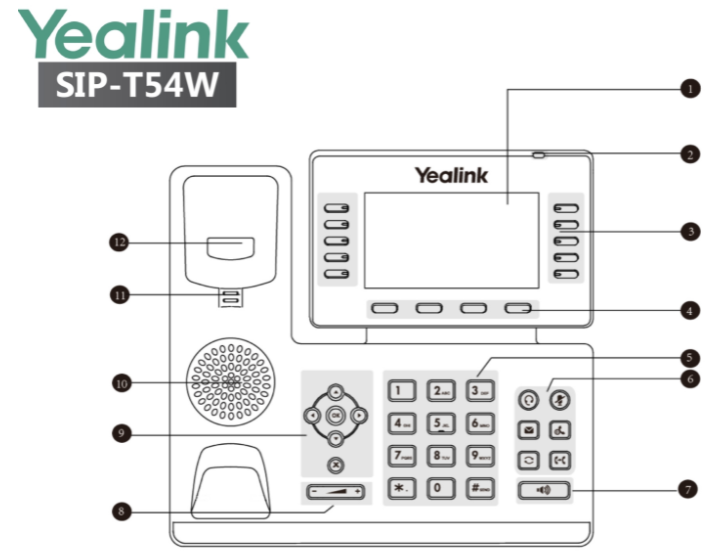 Yealink
SIP-T54W
1
2
Yealink
3
12
11
4
5
1 2ABC 3DEF
6
10
4GHI 5JKL 6MNO
OK
9
7PQRS 8TUV 9WXYZ
7
*. 0 #SEND
- +
8